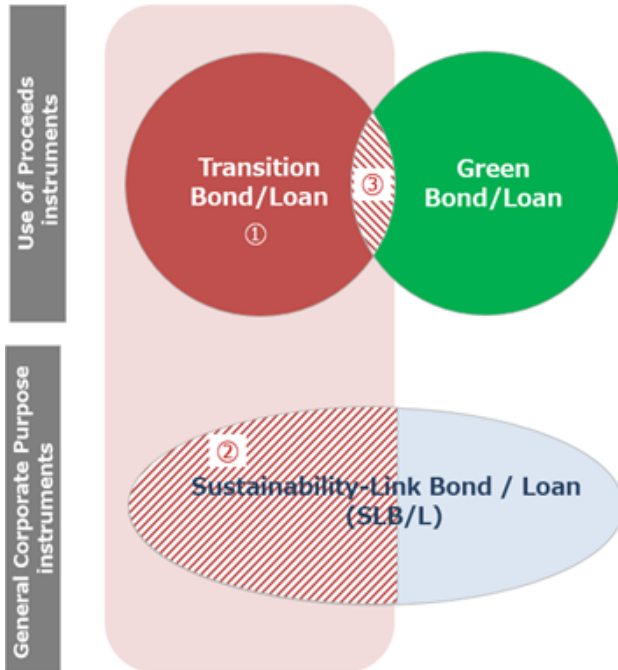 Use of Proceeds
instruments
Transition
Bond/Loan
①
③
Green
Bond/Loan
General Corporate Purpose
instruments
②
Sustainability-Link Bond / Loan
(SLB/L)